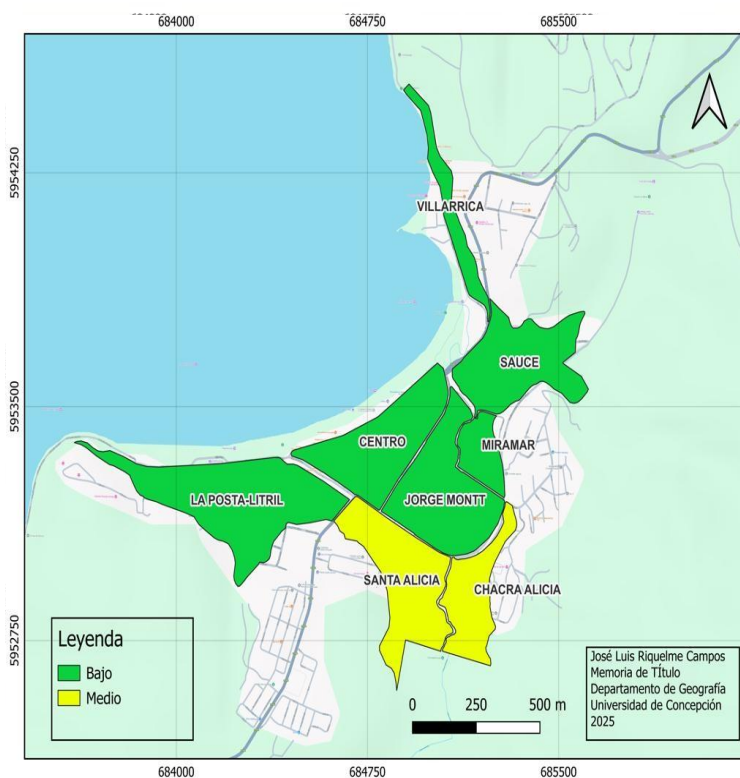 684000 684750 685500
5954250
5953500
5952750
VILLARRICA
SAUCE
CENTRO
MIRAMAR
LA POSTA-LITRIL
JORGE MONTT
SANTA ALICIA
CHACRA ALICIA
Leyenda
Bajo
Medio
0 250 500 m
José Luis Riquelme Campos
Memoria de TÍtulo
Departamento de Geografía
Universidad de Concepción
2025
684000 684750 685500